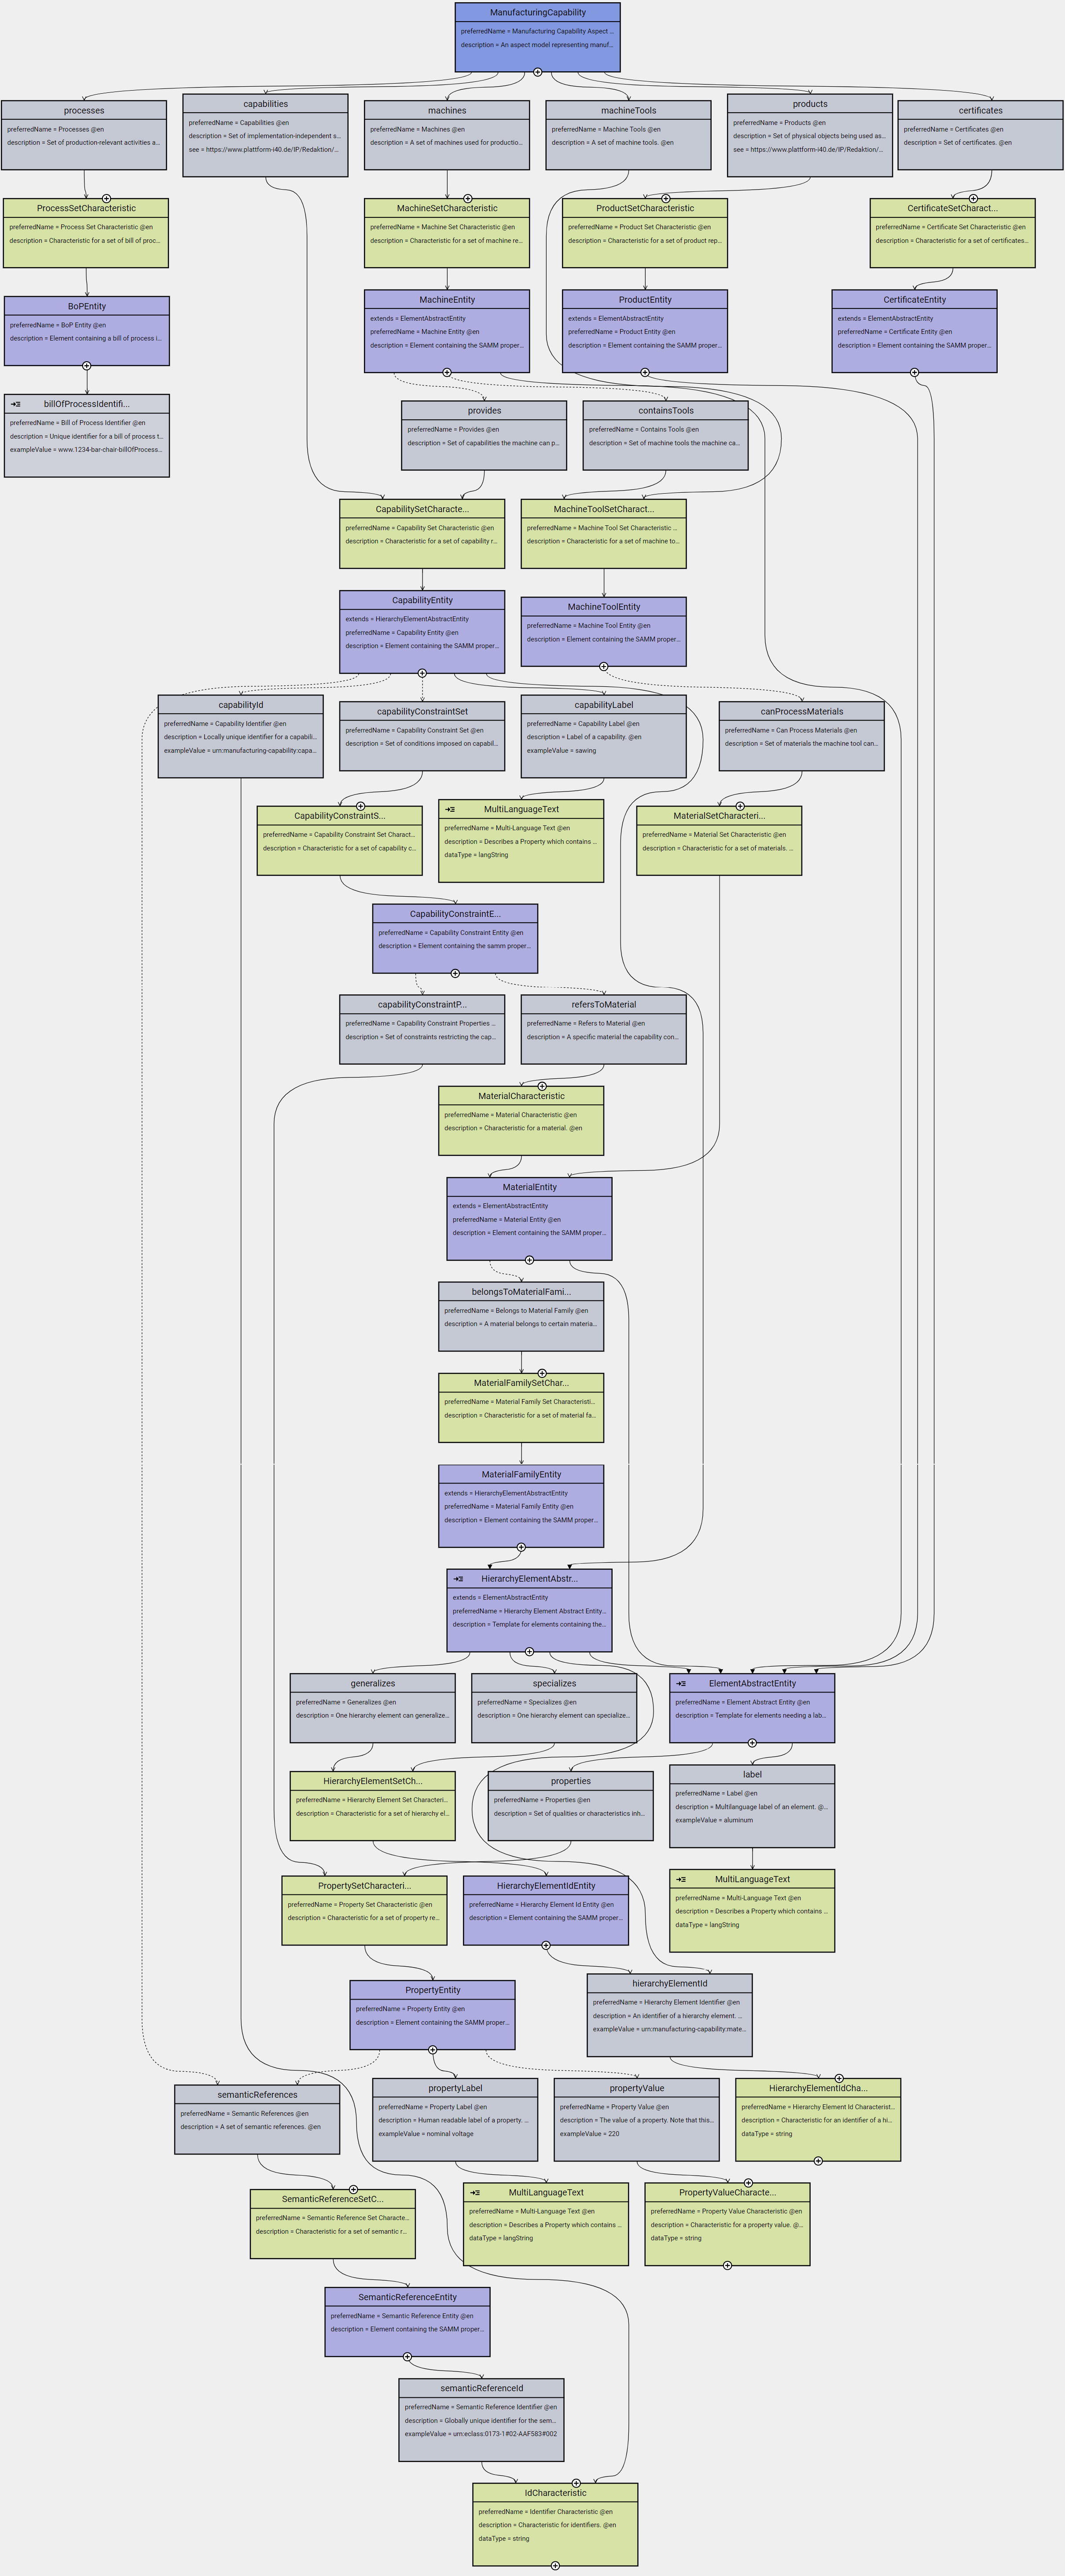 ManufacturingCapability
preferredName = Manufacturing Capability Aspect ...
description = An aspect model representing manuf...
processes
preferredName = Processes @en
description = Set of production-relevant activities a...
capabilities
preferredName = Capabilities @en
description = Set of implementation-independent s...
see = https://www.plattform-i40.de/IP/Redaktion/...
machines
preferredName = Machines @en
description = A set of machines used for productio...
machineTools
preferredName = Machine Tools @en
description = A set of machine tools. @en
products
preferredName = Products @en
description = Set of physical objects being used as...
see = https://www.plattform-i40.de/IP/Redaktion/...
certificates
preferredName = Certificates @en
description = Set of certificates. @en
ProcessSetCharacteristic
preferredName = Process Set Characteristic @en
description = Characteristic for a set of bill of proc...
MachineSetCharacteristic
preferredName = Machine Set Characteristic @en
description = Characteristic for a set of machine re...
ProductSetCharacteristic
preferredName = Product Set Characteristic @en
description = Characteristic for a set of product rep...
CertificateSetCharact...
preferredName = Certificate Set Characteristic @en
description = Characteristic for a set of certificates...
BoPEntity
preferredName = BoP Entity @en
description = Element containing a bill of process i...
MachineEntity
extends = ElementAbstractEntity
preferredName = Machine Entity @en
description = Element containing the SAMM proper...
ProductEntity
extends = ElementAbstractEntity
preferredName = Product Entity @en
description = Element containing the SAMM proper...
CertificateEntity
extends = ElementAbstractEntity
preferredName = Certificate Entity @en
description = Element containing the SAMM proper...
billOfProcessIdentifi...
preferredName = Bill of Process Identifier @en
description = Unique identifier for a bill of process t...
exampleValue = www.1234-bar-chair-billOfProcess...
provides
preferredName = Provides @en
description = Set of capabilities the machine can p...
containsTools
preferredName = Contains Tools @en
description = Set of machine tools the machine ca...
CapabilitySetCharacte...
preferredName = Capability Set Characteristic @en
description = Characteristic for a set of capability r...
MachineToolSetCharact...
preferredName = Machine Tool Set Characteristic ...
description = Characteristic for a set of machine to...
CapabilityEntity
extends = HierarchyElementAbstractEntity
preferredName = Capability Entity @en
description = Element containing the SAMM proper...
MachineToolEntity
preferredName = Machine Tool Entity @en
description = Element containing the SAMM proper...
capabilityId
preferredName = Capability Identifier @en
description = Locally unique identifier for a capabili...
exampleValue = urn:manufacturing-capability:capa...
capabilityConstraintSet
preferredName = Capability Constraint Set @en
description = Set of conditions imposed on capabil...
capabilityLabel
preferredName = Capability Label @en
description = Label of a capability. @en
exampleValue = sawing
canProcessMaterials
preferredName = Can Process Materials @en
description = Set of materials the machine tool can...
CapabilityConstraintS...
preferredName = Capability Constraint Set Charact...
description = Characteristic for a set of capability c...
MultiLanguageText
preferredName = Multi-Language Text @en
description = Describes a Property which contains ...
dataType = langString
MaterialSetCharacteri...
preferredName = Material Set Characteristic @en
description = Characteristic for a set of materials. ...
CapabilityConstraintE...
preferredName = Capability Constraint Entity @en
description = Element containing the samm proper...
capabilityConstraintP...
preferredName = Capability Constraint Properties ...
description = Set of constraints restricting the cap...
refersToMaterial
preferredName = Refers to Material @en
description = A specific material the capability con...
MaterialCharacteristic
preferredName = Material Characteristic @en
description = Characteristic for a material. @en
MaterialEntity
extends = ElementAbstractEntity
preferredName = Material Entity @en
description = Element containing the SAMM proper...
belongsToMaterialFami...
preferredName = Belongs to Material Family @en
description = A material belongs to certain materia...
MaterialFamilySetChar...
preferredName = Material Family Set Characteristi...
description = Characteristic for a set of material fa...
MaterialFamilyEntity
extends = HierarchyElementAbstractEntity
preferredName = Material Family Entity @en
description = Element containing the SAMM proper...
HierarchyElementAbstr...
extends = ElementAbstractEntity
preferredName = Hierarchy Element Abstract Entity...
description = Template for elements containing the...
generalizes
preferredName = Generalizes @en
description = One hierarchy element can generalize...
specializes
preferredName = Specializes @en
description = One hierarchy element can specialize...
ElementAbstractEntity
preferredName = Element Abstract Entity @en
description = Template for elements needing a lab...
HierarchyElementSetCh...
preferredName = Hierarchy Element Set Characteri...
description = Characteristic for a set of hierarchy el...
properties
preferredName = Properties @en
description = Set of qualities or characteristics inh...
label
preferredName = Label @en
description = Multilanguage label of an element. @...
exampleValue = aluminum
PropertySetCharacteri...
preferredName = Property Set Characteristic @en
description = Characteristic for a set of property re...
HierarchyElementIdEntity
preferredName = Hierarchy Element Id Entity @en
description = Element containing the SAMM proper...
MultiLanguageText
preferredName = Multi-Language Text @en
description = Describes a Property which contains ...
dataType = langString
PropertyEntity
preferredName = Property Entity @en
description = Element containing the SAMM proper...
hierarchyElementId
preferredName = Hierarchy Element Identifier @en
description = An identifier of a hierarchy element. ...
exampleValue = urn:manufacturing-capability:mate...
semanticReferences
preferredName = Semantic References @en
description = A set of semantic references. @en
propertyLabel
preferredName = Property Label @en
description = Human readable label of a property. ...
exampleValue = nominal voltage
propertyValue
preferredName = Property Value @en
description = The value of a property. Note that this...
exampleValue = 220
HierarchyElementIdCha...
preferredName = Hierarchy Element Id Characterist...
description = Characteristic for an identifier of a hi...
dataType = string
SemanticReferenceSetC...
preferredName = Semantic Reference Set Characte...
description = Characteristic for a set of semantic r...
MultiLanguageText
preferredName = Multi-Language Text @en
description = Describes a Property which contains ...
dataType = langString
PropertyValueCharacte...
preferredName = Property Value Characteristic @en
description = Characteristic for a property value. @...
dataType = string
SemanticReferenceEntity
preferredName = Semantic Reference Entity @en
description = Element containing the SAMM proper...
semanticReferenceId
preferredName = Semantic Reference Identifier @en
description = Globally unique identifier for the sem...
exampleValue = urn:eclass:0173-1#02-AAF583#002
IdCharacteristic
preferredName = Identifier Characteristic @en
description = Characteristic for identifiers. @en
dataType = string